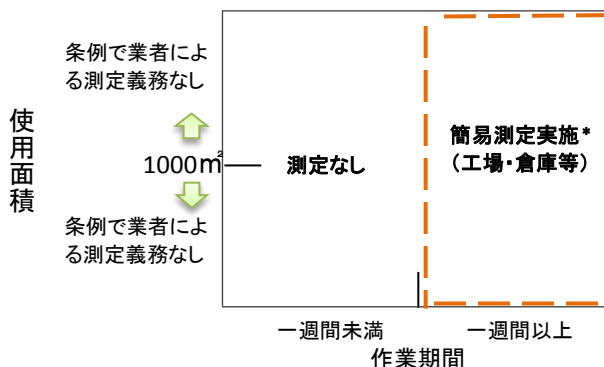 条例で業者によ
る測定義務なし
使用面積
1000㎡
測定なし
簡易測定実施*
（工場・倉庫等）
条例で業者によ
る測定義務なし
一週間未満
一週間以上
作業期間